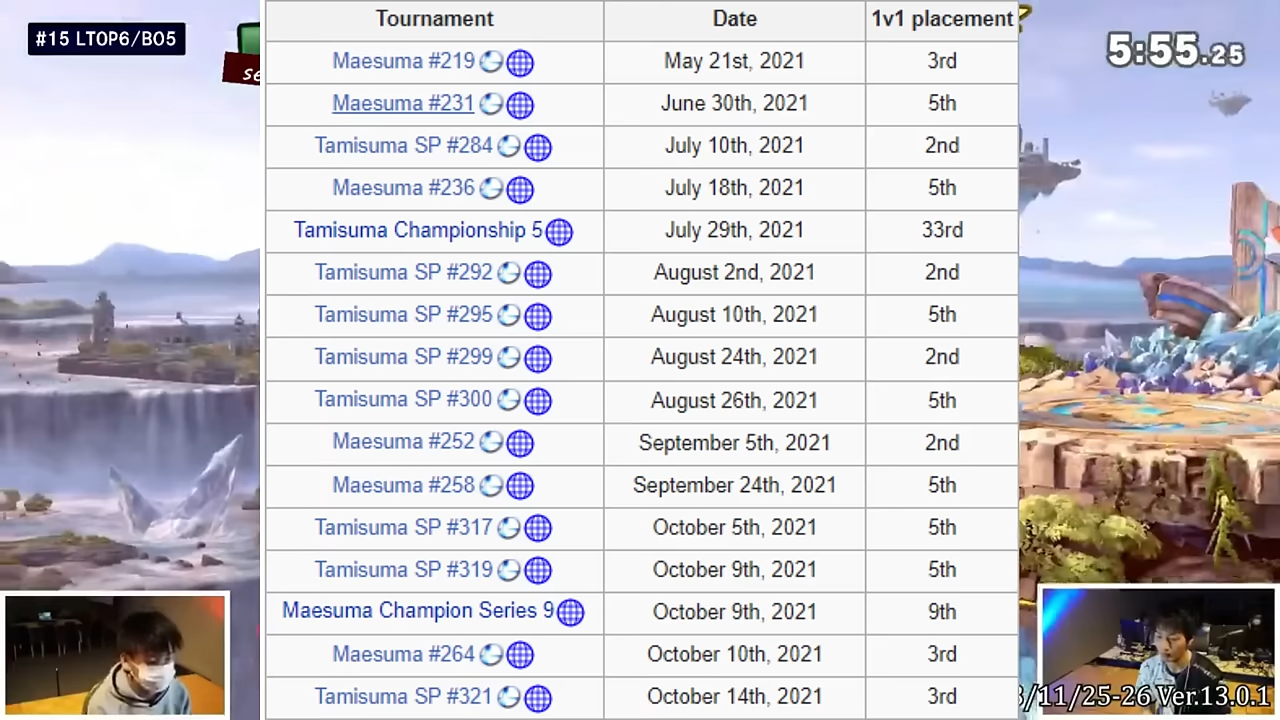 #15 LTOP6/BO5
5:55.25
Tournament Date 1v1 placement
Maesuma #219 May 21st, 2021 3rd
Maesuma #231 June 30th, 2021 5th
Tamisuma SP #284 July 10th, 2021 2nd
Maesuma #236 July 18th, 2021 5th
Tamisuma Championship 5 July 29th, 2021 33rd
Tamisuma SP #292 August 2nd, 2021 2nd
Tamisuma SP #295 August 10th, 2021 5th
Tamisuma SP #299 August 24th, 2021 2nd
Tamisuma SP #300 August 26th, 2021 5th
Maesuma #252 September 5th, 2021 2nd
Maesuma #258 September 24th, 2021 5th
Tamisuma SP #317 October 5th, 2021 5th
Tamisuma SP #319 October 9th, 2021 5th
Maesuma Champion Series 9 October 9th, 2021 9th
Maesuma #264 October 10th, 2021 3rd
Tamisuma SP #321 October 14th, 2021 3rd
/11/25-26 Ver.13.0.1